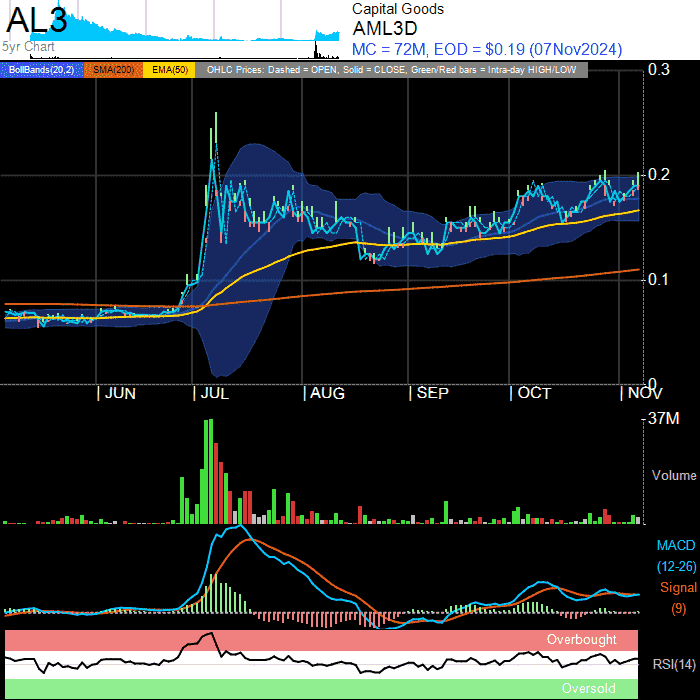 AL3
5yr Chart
Capital Goods
AML3D
MC = 72M, EOD = $0.19 (07Nov2024)
BollBands(20,2) SMA(200) EMA(50) OHLC Prices: Dashed = OPEN, Solid = CLOSE, Green/Red bars = Intra-day HIGH/LOW
0.3
0.2
0.1
0
| JUN | JUL | AUG | SEP | OCT | NOV
37M
Volume
MACD
(12-26)
Signal
(9)
Overbought
RSI(14)
Oversold